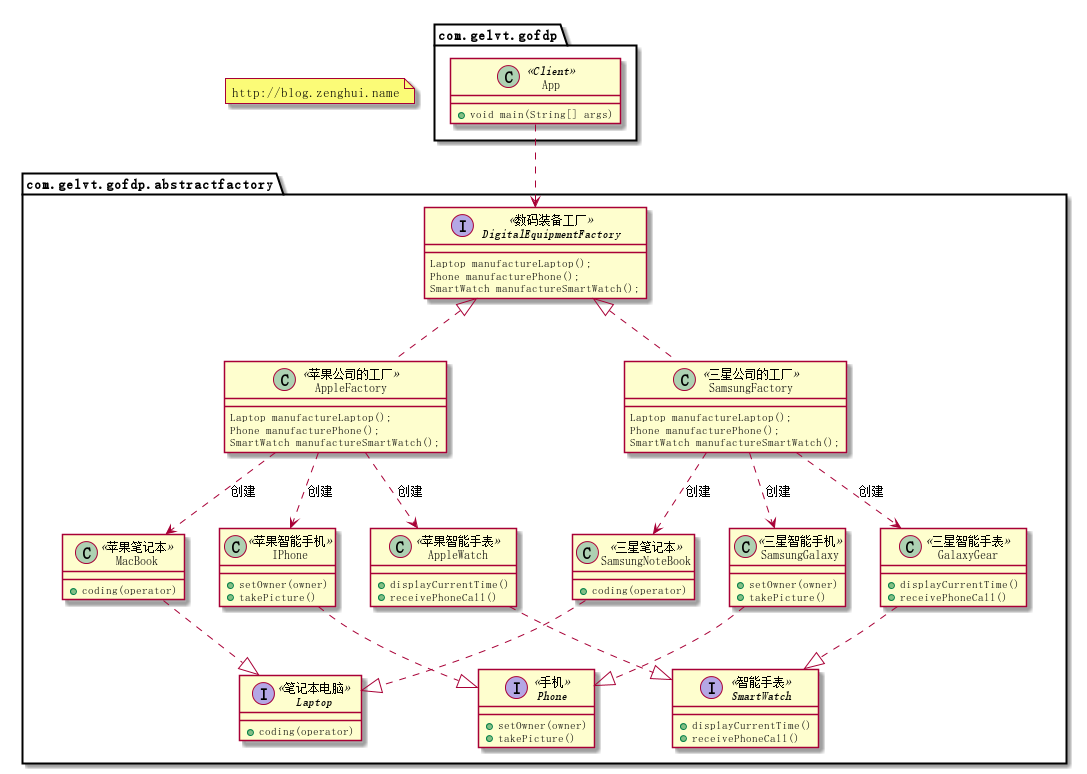 com.gelvt.gofdp
C
«Client»
App
void main(String[] args)
http://blog.zenghui.name
com.gelvt.gofdp.abstractfactory
I
«数码装备工厂»
DigitalEquipmentFactory
Laptop manufactureLaptop();
Phone manufacturePhone();
SmartWatch manufactureSmartWatch();
C
«苹果公司的工厂»
AppleFactory
Laptop manufactureLaptop();
Phone manufacturePhone();
SmartWatch manufactureSmartWatch();
C
«三星公司的工厂»
SamsungFactory
Laptop manufactureLaptop();
Phone manufacturePhone();
SmartWatch manufactureSmartWatch();
创建
创建
创建
创建
创建
创建
C
«苹果笔记本»
MacBook
coding(operator)
C
«苹果智能手机»
IPhone
setOwner(owner)
takePicture()
C
«苹果智能手表»
AppleWatch
displayCurrentTime()
receivePhoneCall()
C
«三星笔记本»
SamsungNoteBook
coding(operator)
C
«三星智能手机»
SamsungGalaxy
setOwner(owner)
takePicture()
C
«三星智能手表»
GalaxyGear
displayCurrentTime()
receivePhoneCall()
I
«笔记本电脑»
Laptop
coding(operator)
I
«手机»
Phone
setOwner(owner)
takePicture()
I
«智能手表»
SmartWatch
displayCurrentTime()
receivePhoneCall()